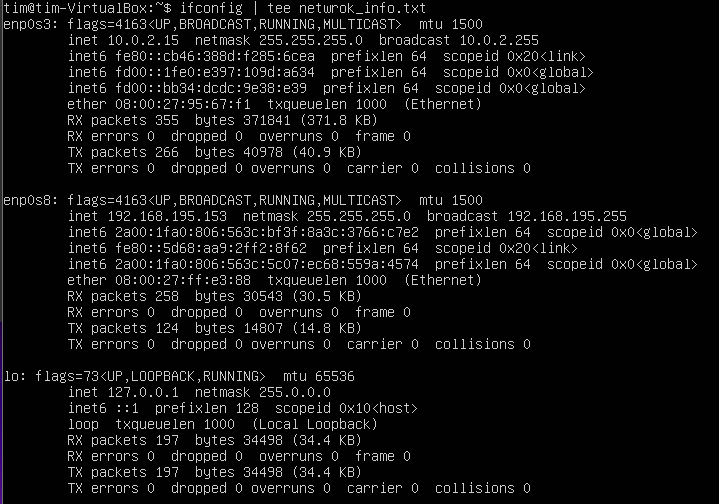 tim@tim-VirtualBox:~$ ifconfig | tee netwrok_info.txt
enp0s3: flags=4163<UP,BROADCAST,RUNNING,MULTICAST>  mtu 1500
        inet 10.0.2.15  netmask 255.255.255.0  broadcast 10.0.2.255
        inet6 fe80::cb46:388d:f285:6cea  prefixlen 64  scopeid 0x20<link>
        inet6 fd00::1fe0:e397:109d:a634  prefixlen 64  scopeid 0x0<global>
        inet6 fd00::bb34:dcdc:9e38:e39  prefixlen 64  scopeid 0x0<global>
        ether 08:00:27:95:67:f1  txqueuelen 1000  (Ethernet)
        RX packets 355  bytes 371841 (371.8 KB)
        RX errors 0  dropped 0  overruns 0  frame 0
        TX packets 266  bytes 40978 (40.9 KB)
        TX errors 0  dropped 0 overruns 0  carrier 0  collisions 0

enp0s8: flags=4163<UP,BROADCAST,RUNNING,MULTICAST>  mtu 1500
        inet 192.168.195.153  netmask 255.255.255.0  broadcast 192.168.195.255
        inet6 2a00:1fa0:806:563c:bf3f:8a3c:3766:c7e2  prefixlen 64  scopeid 0x0<global>
        inet6 fe80::5d68:aa9:2ff2:8f62  prefixlen 64  scopeid 0x20<link>
        inet6 2a00:1fa0:806:563c:5c07:ec68:559a:4574  prefixlen 64  scopeid 0x0<global>
        ether 08:00:27:ff:e3:88  txqueuelen 1000  (Ethernet)
        RX packets 258  bytes 30543 (30.5 KB)
        RX errors 0  dropped 0  overruns 0  frame 0
        TX packets 124  bytes 14807 (14.8 KB)
        TX errors 0  dropped 0 overruns 0  carrier 0  collisions 0

lo: flags=73<UP,LOOPBACK,RUNNING>  mtu 65536
        inet 127.0.0.1  netmask 255.0.0.0
        inet6 ::1  prefixlen 128  scopeid 0x10<host>
        loop  txqueuelen 1000  (Local Loopback)
        RX packets 197  bytes 34498 (34.4 KB)
        RX errors 0  dropped 0  overruns 0  frame 0
        TX packets 197  bytes 34498 (34.4 KB)
        TX errors 0  dropped 0 overruns 0  carrier 0  collisions 0